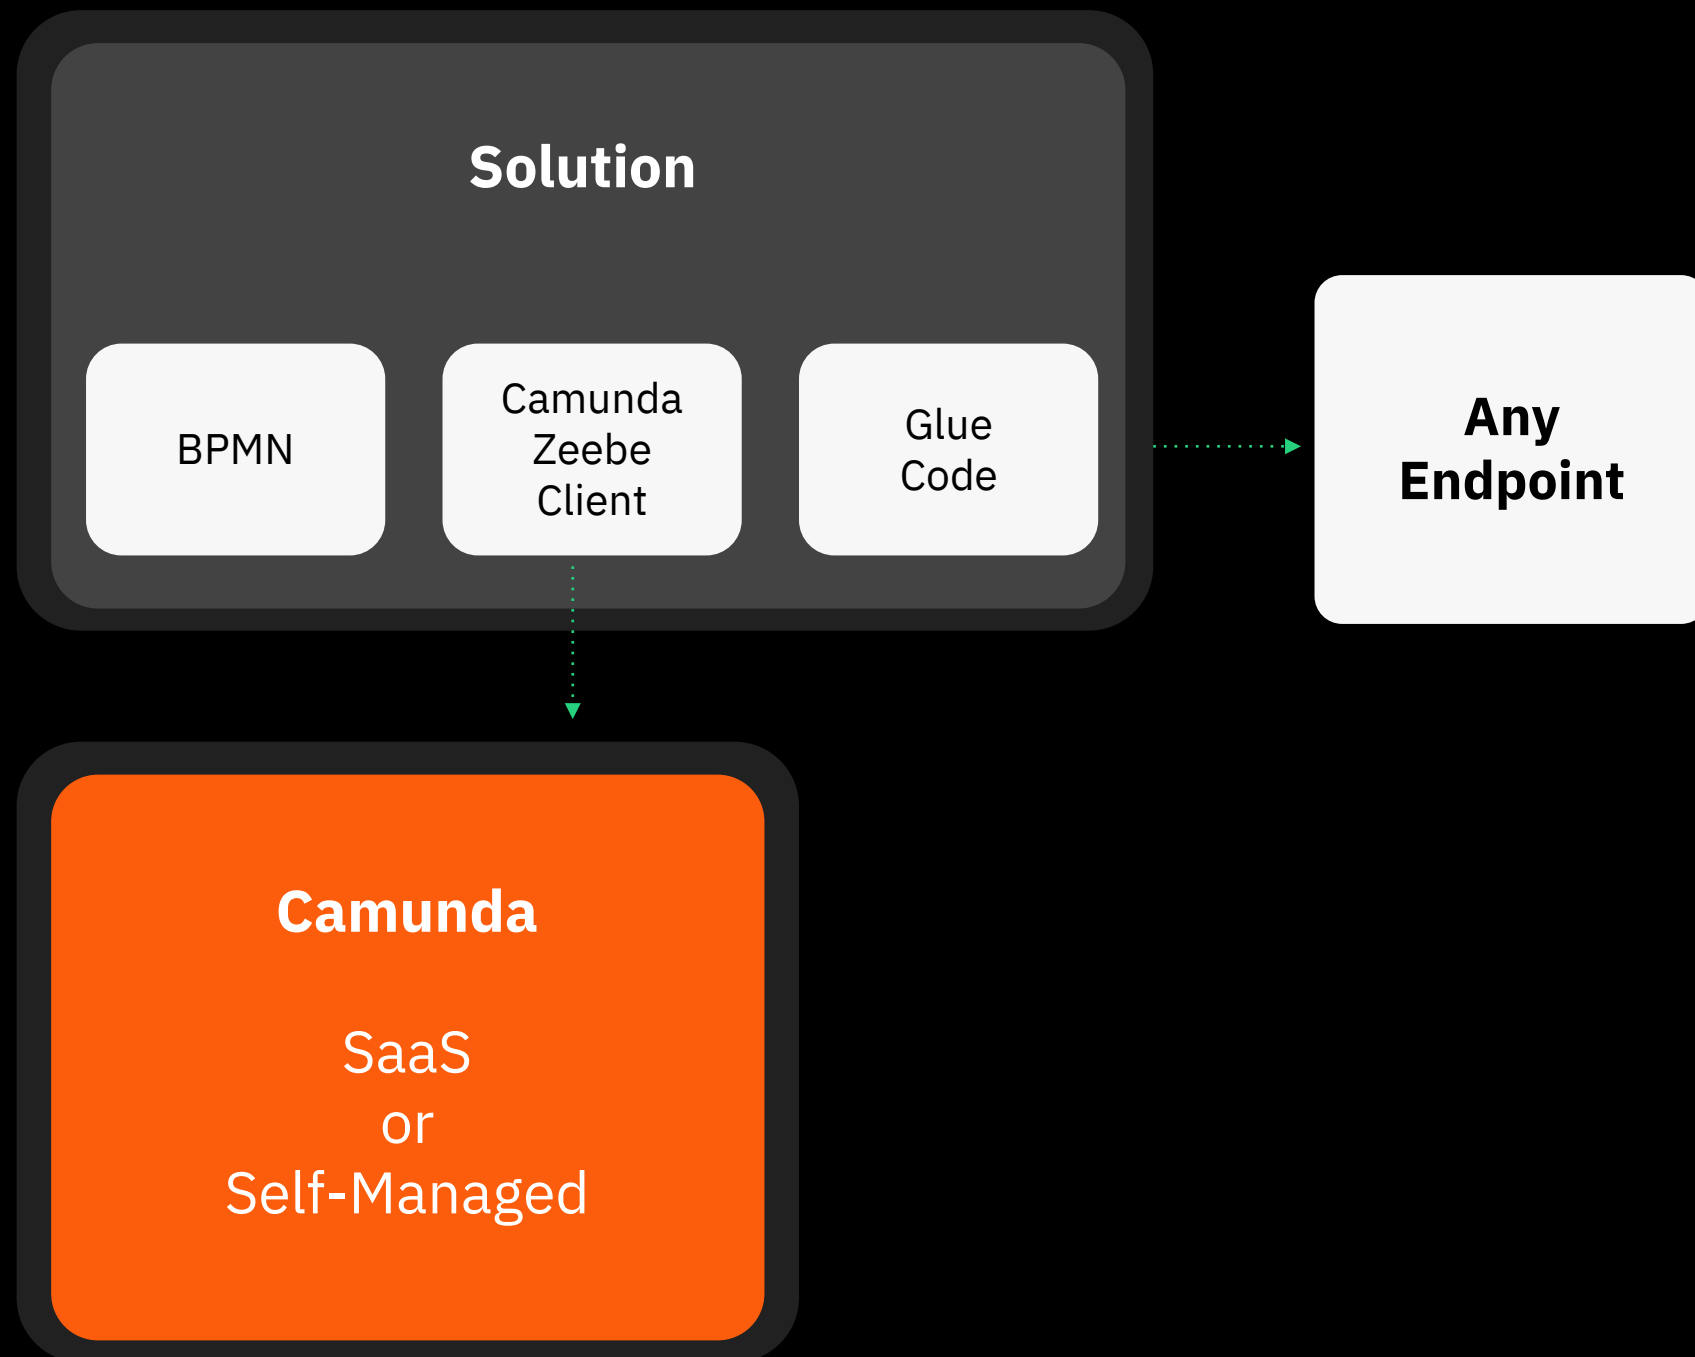 Solution
BPMN
Camunda
Zeebe
Client
Glue
Code
Any
Endpoint
Camunda
SaaS
or
Self-Managed